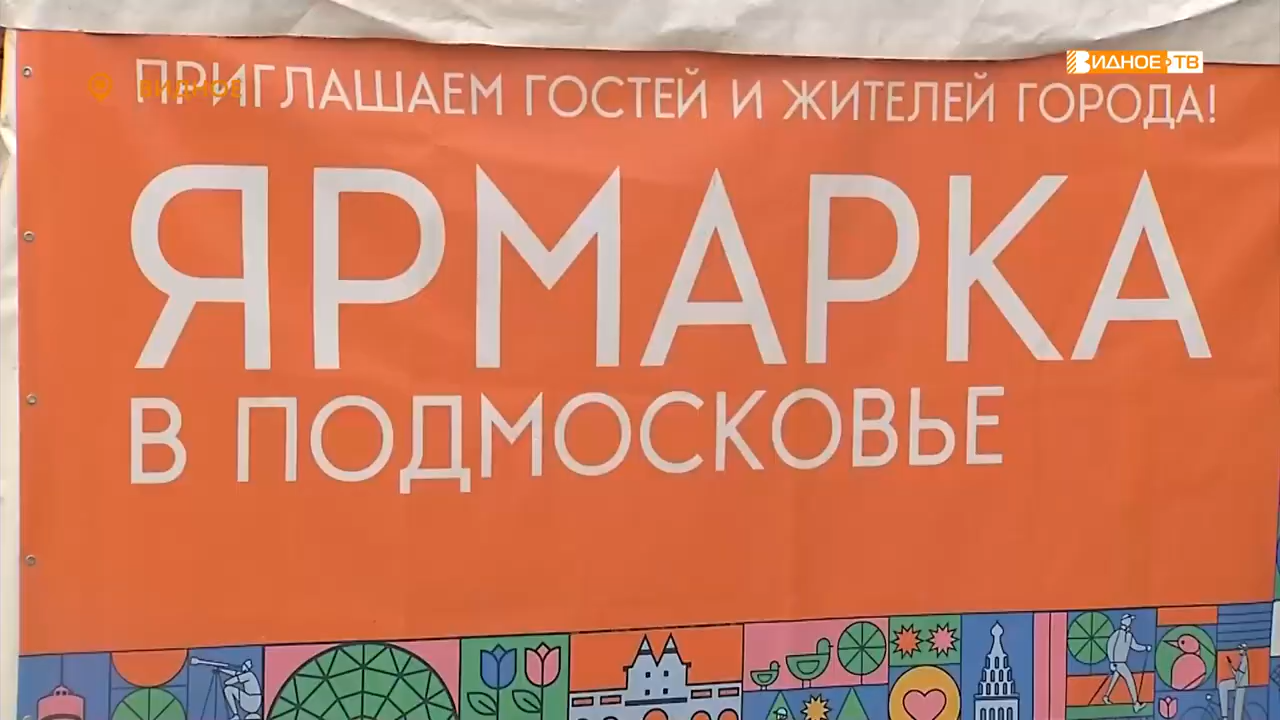 ВИДНОЕ
ВИДНОЕ-ТВ
ПРИГЛАШАЕМ ГОСТЕЙ И ЖИТЕЛЕЙ ГОРОДА!
ЯРМАРКА
В ПОДМОСКОВЬЕ